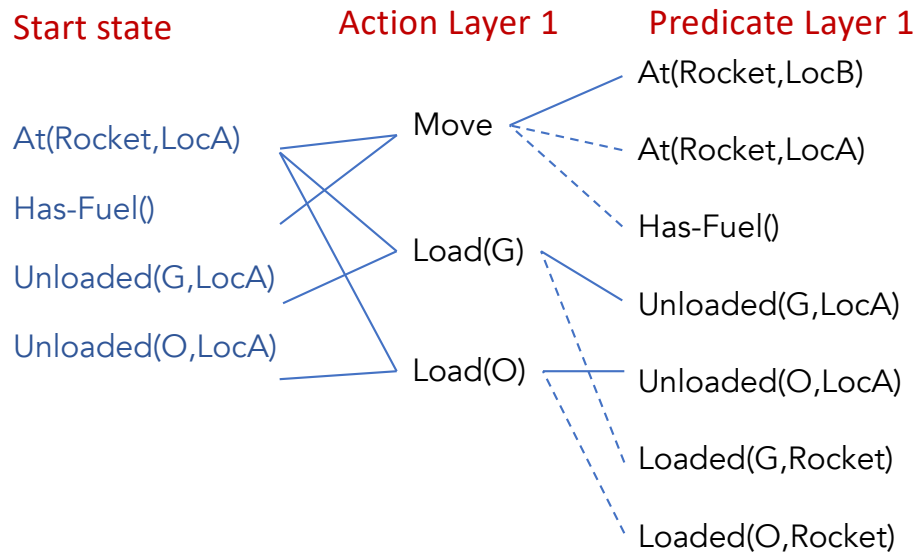 Start state
Action Layer 1
Predicate Layer 1
At(Rocket,LocA)
Has-Fuel()
Unloaded(G,LocA)
Unloaded(O,LocA)
Move
Load(G)
Load(O)
At(Rocket,LocB)
At(Rocket,LocA)
Has-Fuel()
Unloaded(G,LocA)
Unloaded(O,LocA)
Loaded(G,Rocket)
Loaded(O,Rocket)